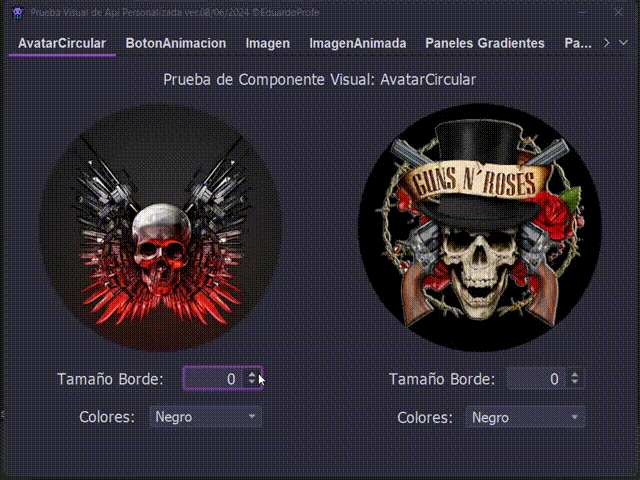 Prueba Visual de Api Personalizada ver.08/06/2024 ©EduardoProfe
AvatarCircular BotonAnimacion Imagen ImagenAnimada Paneles Gradientes Pa...
Prueba de Componente Visual: AvatarCircular
GUNS N' ROSES
Tamaño Borde: 0 Tamaño Borde: 0
Colores: Negro Colores: Negro